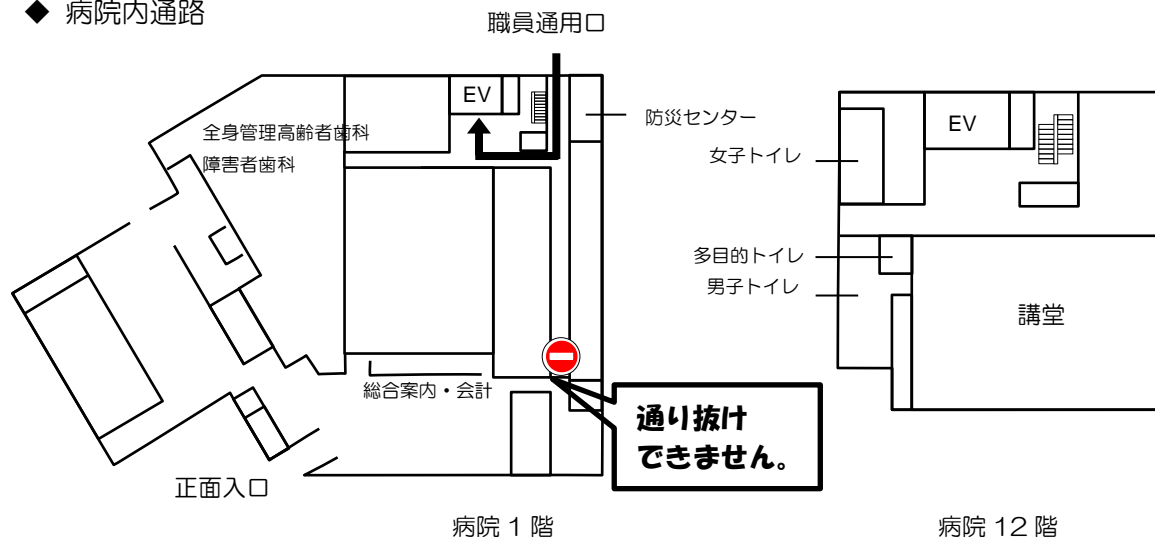 ◆ 病院内通路
職員通用口
EV
防災センター
全身管理高齢者歯科
障害者歯科
総合案内・会計
通り抜け
できません。
正面入口
病院 1 階
EV
女子トイレ
多目的トイレ
男子トイレ
講堂
病院 12 階